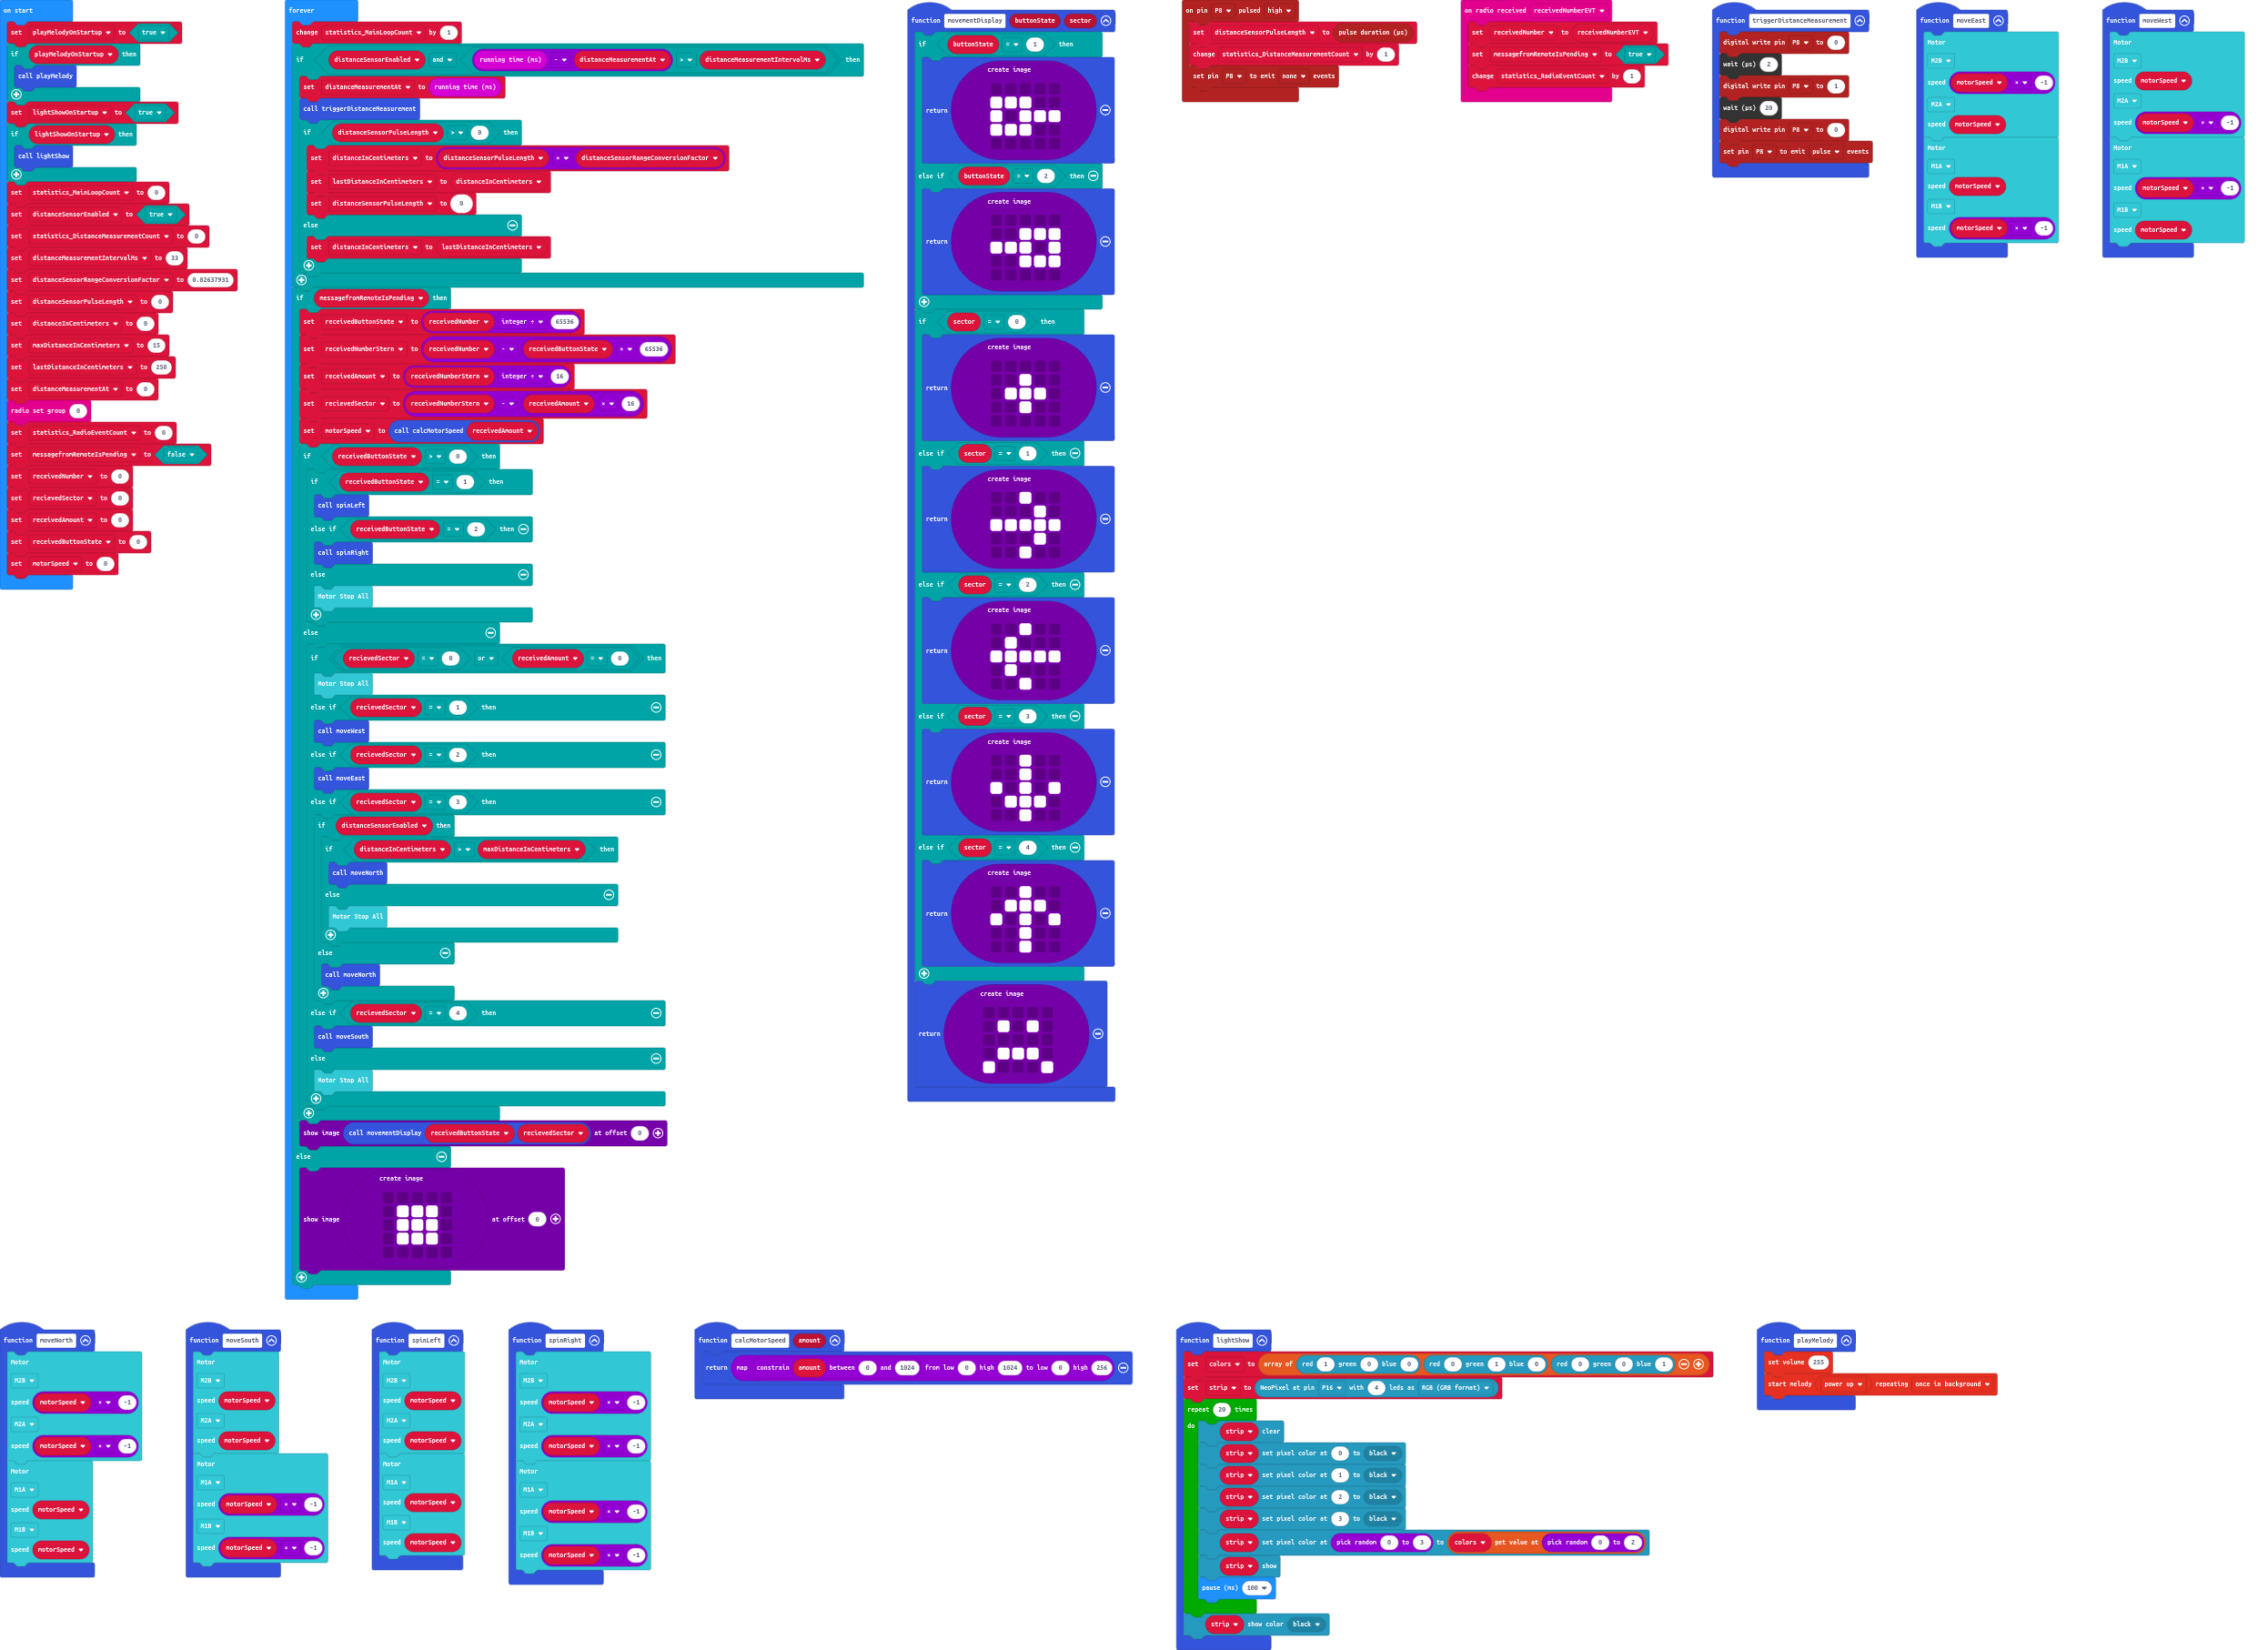 on start
set playMelodyOnStartup to true
if playMelodyOnStartup then
call playMelody
set lightShowOnStartup to true
if lightShowOnStartup then
call lightShow
set statistics_MainLoopCount to 0
set distanceSensorEnabled to true
set statistics_DistanceMeasurementCount to 0
set distanceMeasurementIntervalMs to 33
set distanceSensorRangeConversionFactor to 0.02637931
set distanceSensorPulseLength to 0
set distanceInCentimeters to 0
set maxDistanceInCentimeters to 15
set lastDistanceInCentimeters to 250
set distanceMeasurementAt to 0
radio set group 0
set statistics_RadioEventCount to 0
set messagefromRemoteIsPending to false
set receivedNumber to 0
set recievedSector to 0
set receivedAmount to 0
set receivedButtonState to 0
set motorSpeed to 0
forever
change statistics_MainLoopCount by 1
if distanceSensorEnabled and running time (ms) - distanceMeasurementAt > distanceMeasurementIntervalMs then
set distanceMeasurementAt to running time (ms)
call triggerDistanceMeasurement
if distanceSensorPulseLength > 0 then
set distanceInCentimeters to distanceSensorPulseLength × distanceSensorRangeConversionFactor
set lastDistanceInCentimeters to distanceInCentimeters
set distanceSensorPulseLength to 0
else
set distanceInCentimeters to lastDistanceInCentimeters
if messagefromRemoteIsPending then
set receivedButtonState to receivedNumber integer ÷ 65536
set receivedNumberStern to receivedNumber - receivedButtonState × 65536
set receivedAmount to receivedNumberStern integer ÷ 16
set recievedSector to receivedNumberStern - receivedAmount × 16
set motorSpeed to call calcMotorSpeed receivedAmount
if receivedButtonState > 0 then
if receivedButtonState = 1 then
call spinLeft
else if receivedButtonState = 2 then
call spinRight
else
Motor Stop All
else
if recievedSector = 0 or receivedAmount = 0 then
Motor Stop All
else if recievedSector = 1 then
call moveWest
else if recievedSector = 2 then
call moveEast
else if recievedSector = 3 then
if distanceSensorEnabled then
if distanceInCentimeters > maxDistanceInCentimeters then
call moveNorth
else
Motor Stop All
else
call moveNorth
else if recievedSector = 4 then
call moveSouth
else
Motor Stop All
show image call movementDisplay receivedButtonState recievedSector at offset 0
else
create image
show image at offset 0
function movementDisplay buttonState sector
if buttonState = 1 then
create image
return
else if buttonState = 2 then
create image
return
if sector = 0 then
create image
return
else if sector = 1 then
create image
return
else if sector = 2 then
create image
return
else if sector = 3 then
create image
return
else if sector = 4 then
create image
return
create image
return
on pin P8 pulsed high
set distanceSensorPulseLength to pulse duration (µs)
change statistics_DistanceMeasurementCount by 1
set pin P8 to emit none events
on radio received receivedNumberEVT
set receivedNumber to receivedNumberEVT
set messagefromRemoteIsPending to true
change statistics_RadioEventCount by 1
function triggerDistanceMeasurement
digital write pin P8 to 0
wait (µs) 2
digital write pin P8 to 1
wait (µs) 20
digital write pin P8 to 0
set pin P8 to emit pulse events
function moveEast
Motor
M2B
speed motorSpeed × -1
M2A
speed motorSpeed
Motor
M1A
speed motorSpeed
M1B
speed motorSpeed × -1
function moveWest
Motor
M2B
speed motorSpeed
M2A
speed motorSpeed × -1
Motor
M1A
speed motorSpeed × -1
M1B
speed motorSpeed
function moveNorth
Motor
M2B
speed motorSpeed × -1
M2A
speed motorSpeed × -1
Motor
M1A
speed motorSpeed
M1B
speed motorSpeed
function moveSouth
Motor
M2B
speed motorSpeed
M2A
speed motorSpeed
Motor
M1A
speed motorSpeed × -1
M1B
speed motorSpeed × -1
function spinLeft
Motor
M2B
speed motorSpeed
M2A
speed motorSpeed
Motor
M1A
speed motorSpeed
M1B
speed motorSpeed
function spinRight
Motor
M2B
speed motorSpeed × -1
M2A
speed motorSpeed × -1
Motor
M1A
speed motorSpeed × -1
M1B
speed motorSpeed × -1
function calcMotorSpeed amount
return map constrain amount between 0 and 1024 from low 0 high 1024 to low 0 high 256
function lightShow
set colors to array of red 1 green 0 blue 0 red 0 green 1 blue 0 red 0 green 0 blue 1
set strip to NeoPixel at pin P16 with 4 leds as RGB (GRB format)
repeat 20 times
do
strip clear
strip set pixel color at 0 to black
strip set pixel color at 1 to black
strip set pixel color at 2 to black
strip set pixel color at 3 to black
strip set pixel color at pick random 0 to 3 to colors get value at pick random 0 to 2
strip show
pause (ms) 100
strip show color black
function playMelody
set volume 255
start melody power up repeating once in background